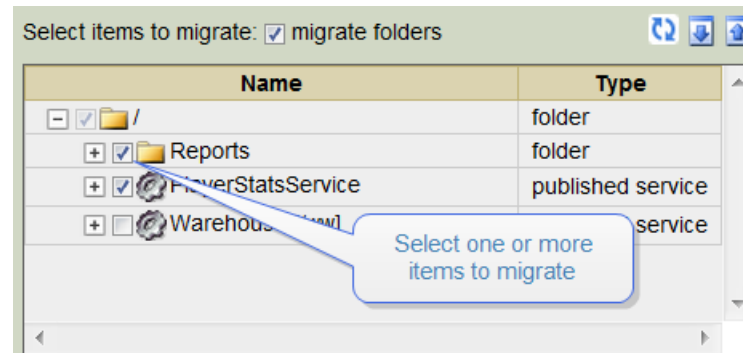 Select items to migrate: migrate folders
Name Type
/ folder
Reports folder
PlayerStatsService published service
service
Select one or more
items to migrate